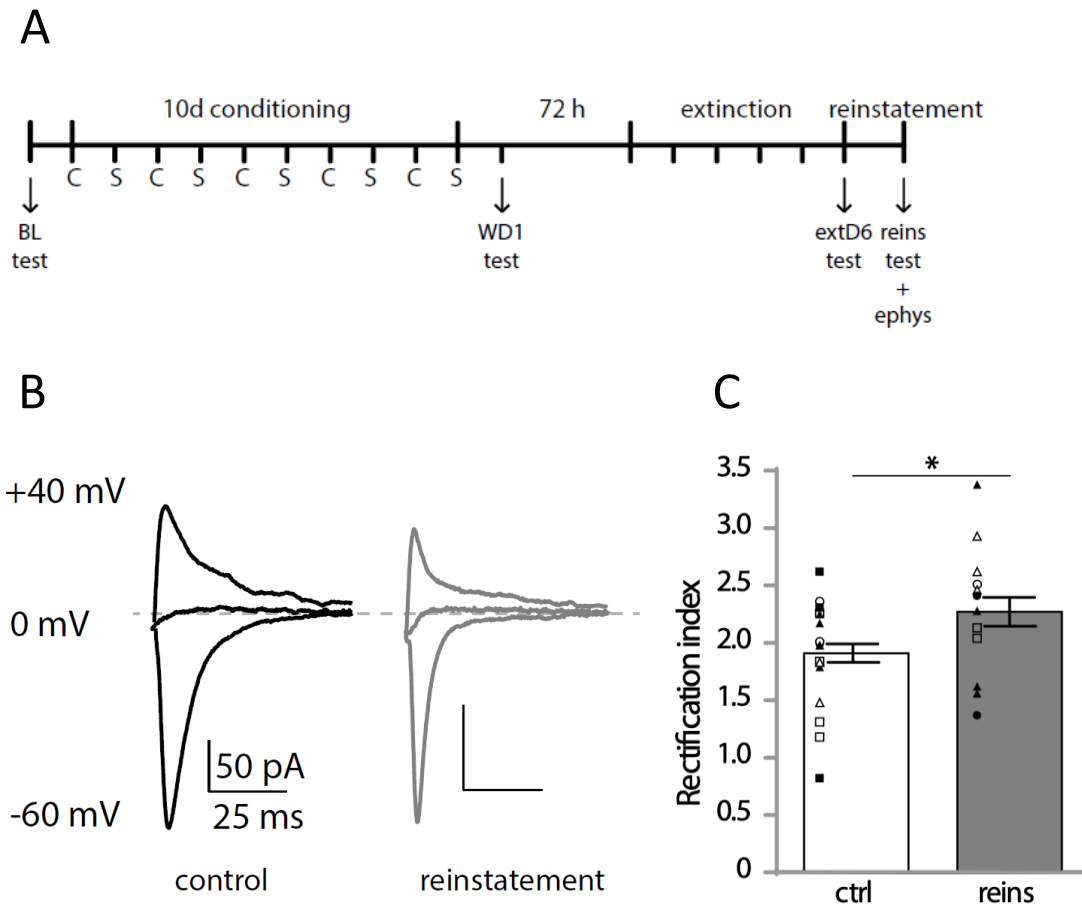 A
10d conditioning 72 h extinction reinstatement
C S C S C S C S C S
BL
test
WD1
test
extD6
test
reins
test
+
ephys
B
+40 mV
0 mV
-60 mV
50 pA
25 ms
control
reinstatement
C
*
Rectification index
3.5
3.0
2.5
2.0
1.5
1.0
0.5
0
ctrl
reins